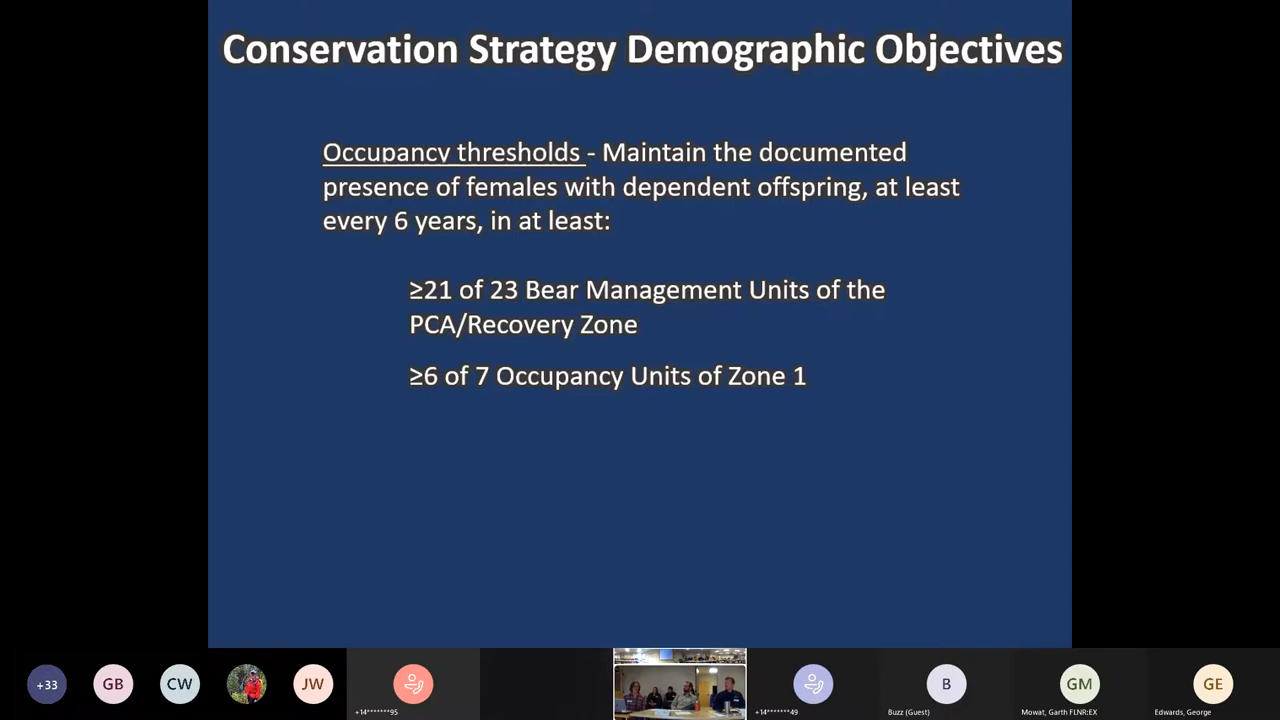 Conservation Strategy Demographic Objectives
Occupancy thresholds - Maintain the documented
presence of females with dependent offspring, at least
every 6 years, in at least:
≥21 of 23 Bear Management Units of the
PCA/Recovery Zone
≥6 of 7 Occupancy Units of Zone 1
+33
GB
CW
JW
+14*******95
+14*******49
B
Buzz (Guest)
GM
Mowat, Garth FLNR:EX
GE
Edwards, George